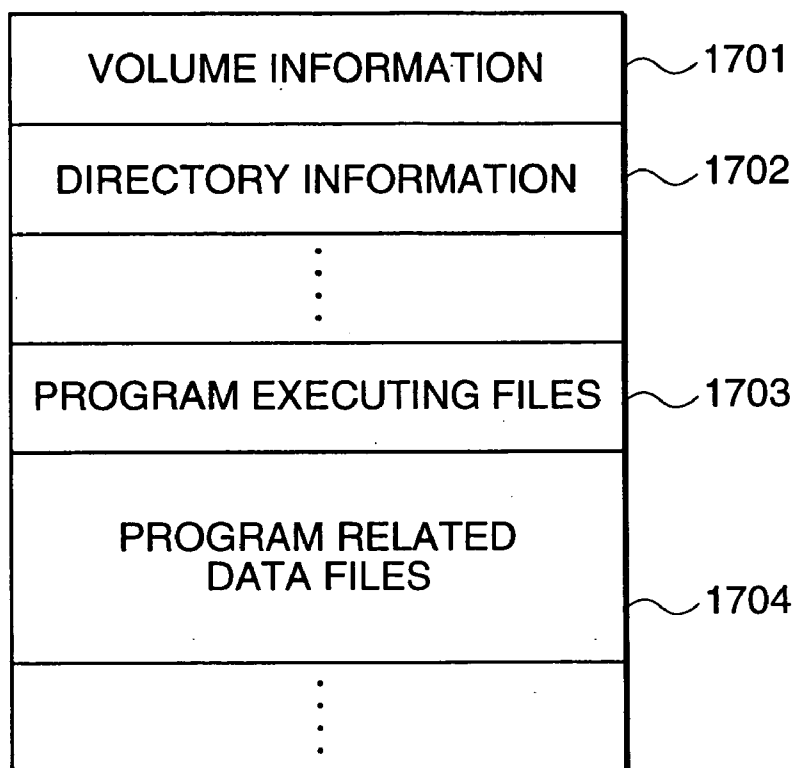 VOLUME INFORMATION 1701
DIRECTORY INFORMATION 1702
PROGRAM EXECUTING FILES 1703
PROGRAM RELATED
DATA FILES
1704